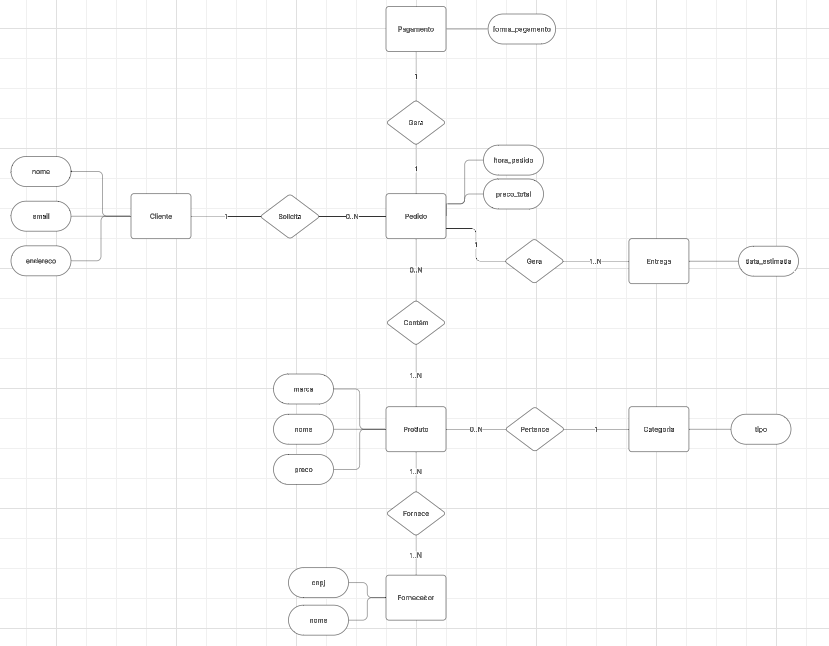 Pagamento
forma_pagamento
1
Gera
1
hora_pedido
nome
preco_total
Cliente
1
Solicita
0..N
Pedido
email
1
endereco
Gera
1..N
Entrega
data_estimada
0..N
Contém
1..N
marca
nome
Produto
0..N
Pertence
1
Categoria
tipo
preco
1..N
Fornece
1..N
cnpj
Fornecedor
nome